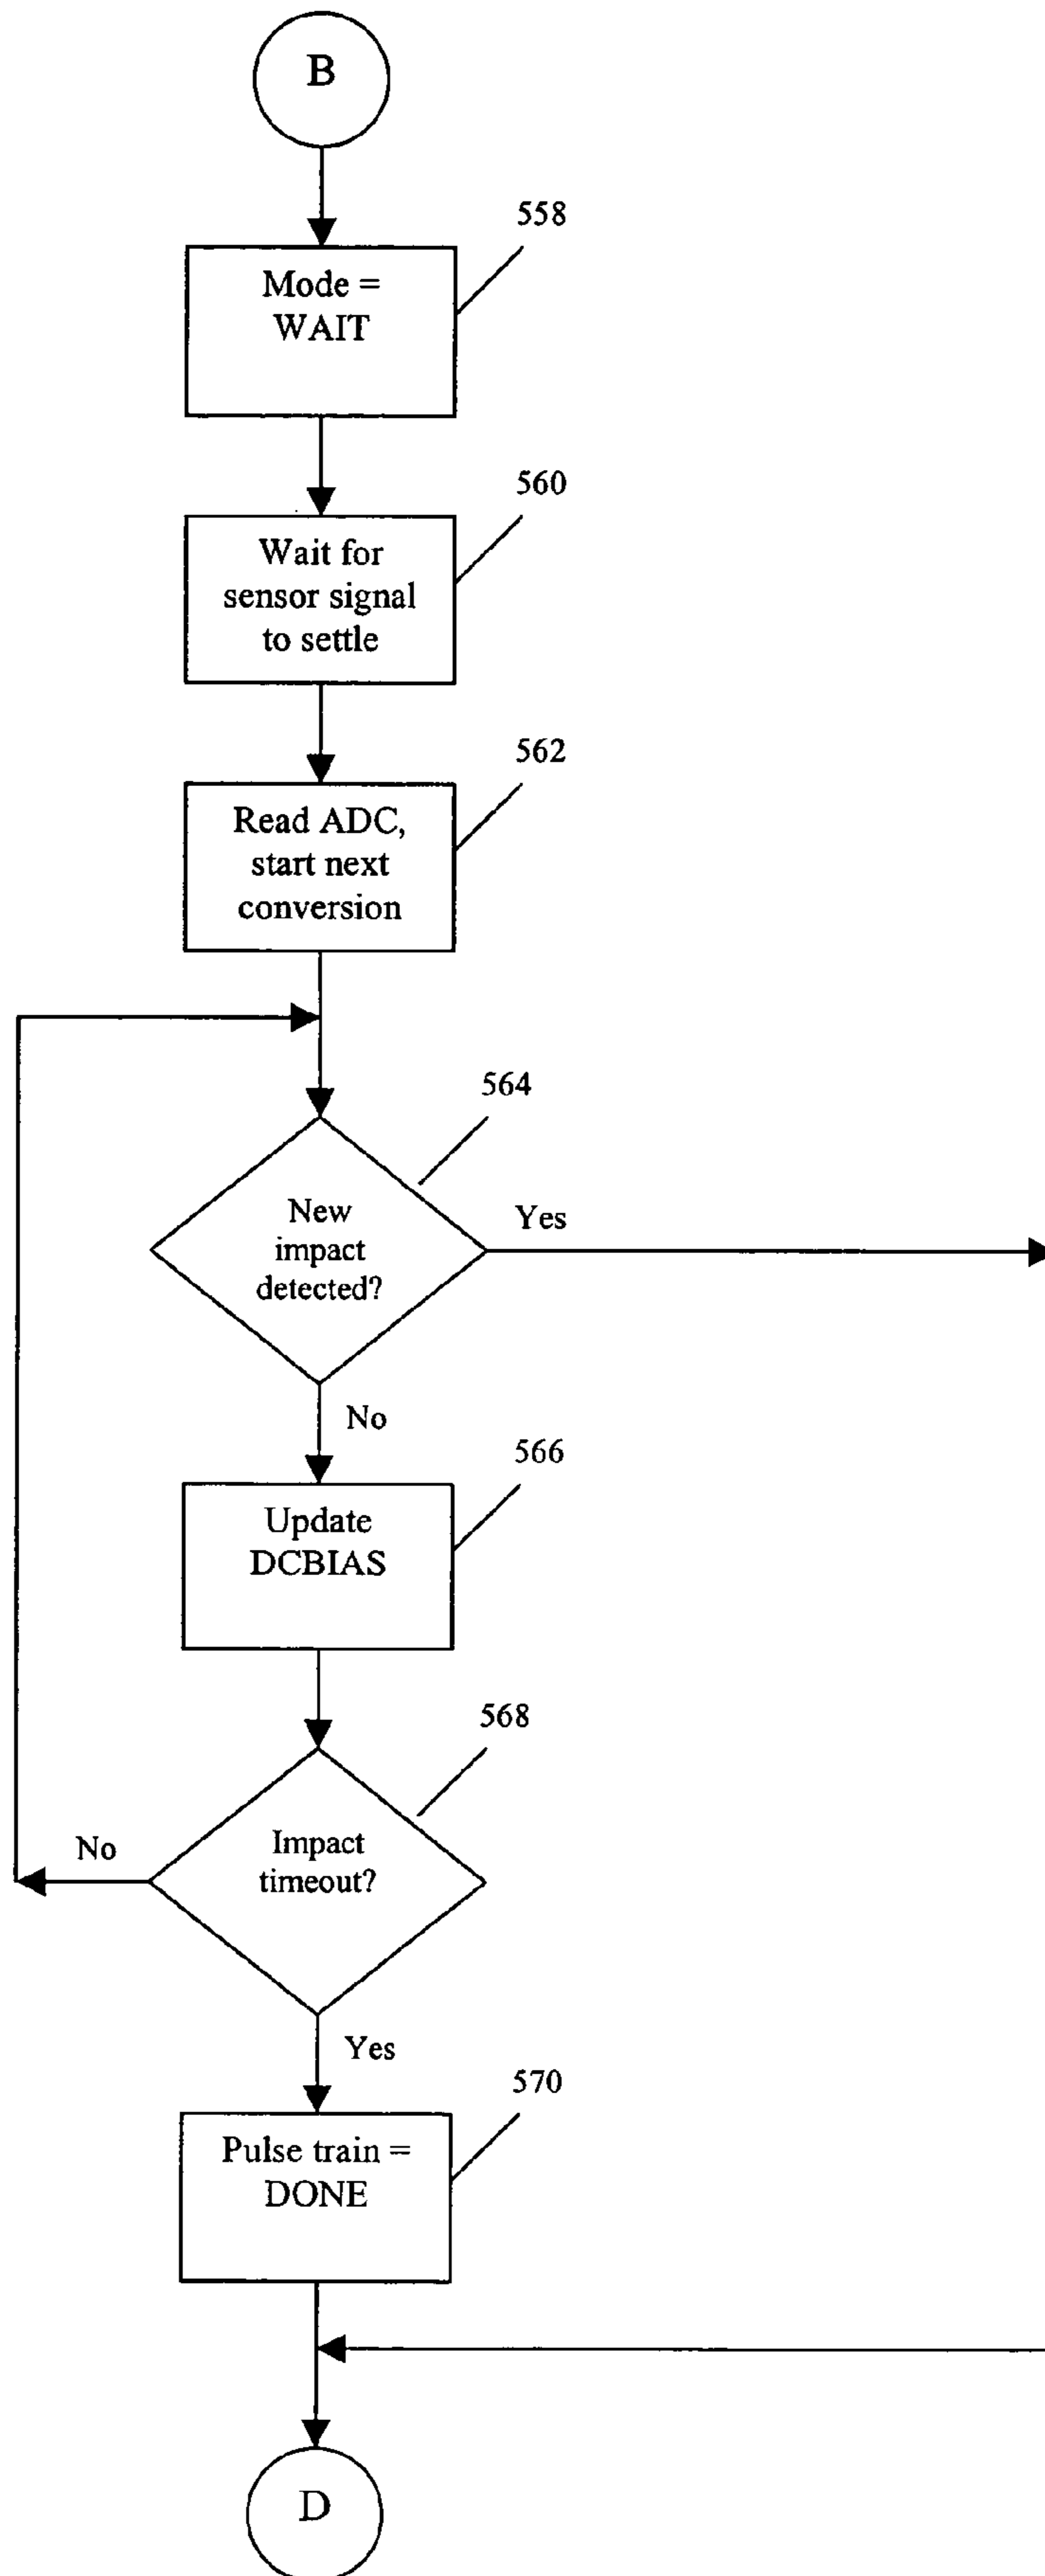 B
558
Mode =
WAIT
560
Wait for
sensor signal
to settle
562
Read ADC,
start next
conversion
564
New
impact
detected?
Yes
No
566
Update
DCBIAS
568
Impact
timeout?
No
Yes
570
Pulse train =
DONE
D